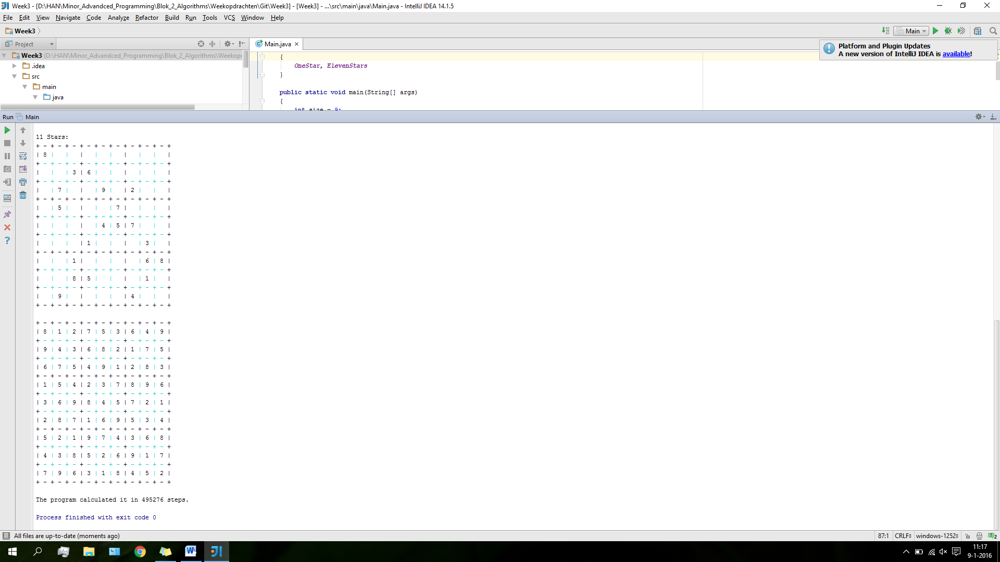 Week3 - [D:\HAN\Minor_Advandced_Programming\Blok_2_Algorithms\Weekopdrachten\Git\Week3] - [Week3] - ...\src\main\java\Main.java - IntelliJ IDEA 14.1.5
File Edit View Navigate Code Analyze Refactor Build Run Tools VCS Window Help
Week3
Main
Project
Main.java
Platform and Plugin Updates
A new version of IntelliJ IDEA is available!
Week3 (D:\HAN\Minor_Advandced_Programming\Blok_2_Algorithms\Weekopc
.idea
src
main
java
{
OneStar, ElevenStars
}
public static void main(String[] args)
{
int size = 9;
Run Main
11 Stars:
+ - + - + - + - + - + - + - + - + - +
| 8 |   |   |   |   |   |   |   |   |
+ - + - + - + - + - + - + - + - + - +
|   |   | 3 | 6 |   |   |   |   |   |
+ - + - + - + - + - + - + - + - + - +
|   | 7 |   |   | 9 |   | 2 |   |   |
+ - + - + - + - + - + - + - + - + - +
|   | 5 |   |   |   | 7 |   |   |   |
+ - + - + - + - + - + - + - + - + - +
|   |   |   |   | 4 | 5 | 7 |   |   |
+ - + - + - + - + - + - + - + - + - +
|   |   |   | 1 |   |   |   | 3 |   |
+ - + - + - + - + - + - + - + - + - +
|   |   | 1 |   |   |   |   | 6 | 8 |
+ - + - + - + - + - + - + - + - + - +
|   |   | 8 | 5 |   |   |   | 1 |   |
+ - + - + - + - + - + - + - + - + - +
|   | 9 |   |   |   |   | 4 |   |   |
+ - + - + - + - + - + - + - + - + - +
+ - + - + - + - + - + - + - + - + - +
| 8 | 1 | 2 | 7 | 5 | 3 | 6 | 4 | 9 |
+ - + - + - + - + - + - + - + - + - +
| 9 | 4 | 3 | 6 | 8 | 2 | 1 | 7 | 5 |
+ - + - + - + - + - + - + - + - + - +
| 6 | 7 | 5 | 4 | 9 | 1 | 2 | 8 | 3 |
+ - + - + - + - + - + - + - + - + - +
| 1 | 5 | 4 | 2 | 3 | 7 | 8 | 9 | 6 |
+ - + - + - + - + - + - + - + - + - +
| 3 | 6 | 9 | 8 | 4 | 5 | 7 | 2 | 1 |
+ - + - + - + - + - + - + - + - + - +
| 2 | 8 | 7 | 1 | 6 | 9 | 5 | 3 | 4 |
+ - + - + - + - + - + - + - + - + - +
| 5 | 2 | 1 | 9 | 7 | 4 | 3 | 6 | 8 |
+ - + - + - + - + - + - + - + - + - +
| 4 | 3 | 8 | 5 | 2 | 6 | 9 | 1 | 7 |
+ - + - + - + - + - + - + - + - + - +
| 7 | 9 | 6 | 3 | 1 | 8 | 4 | 5 | 2 |
+ - + - + - + - + - + - + - + - + - +
The program calculated it in 495276 steps.
Process finished with exit code 0
All files are up-to-date (moments ago)
87:1 CRLF windows-1252 2
11:17
9-1-2016